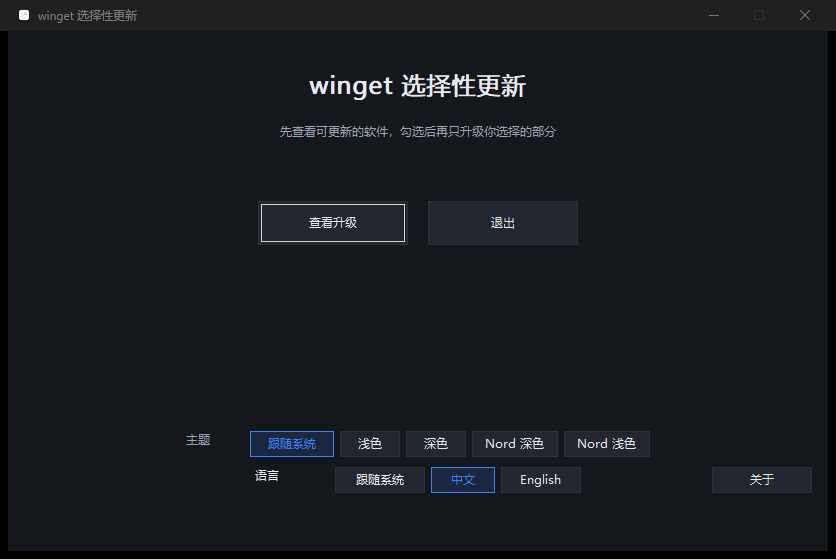 winget 选择性更新
winget 选择性更新
先查看可更新的软件，勾选后再只升级你选择的部分
查看升级 退出
主题 跟随系统 浅色 深色 Nord 深色 Nord 浅色
语言 跟随系统 中文 English 关于